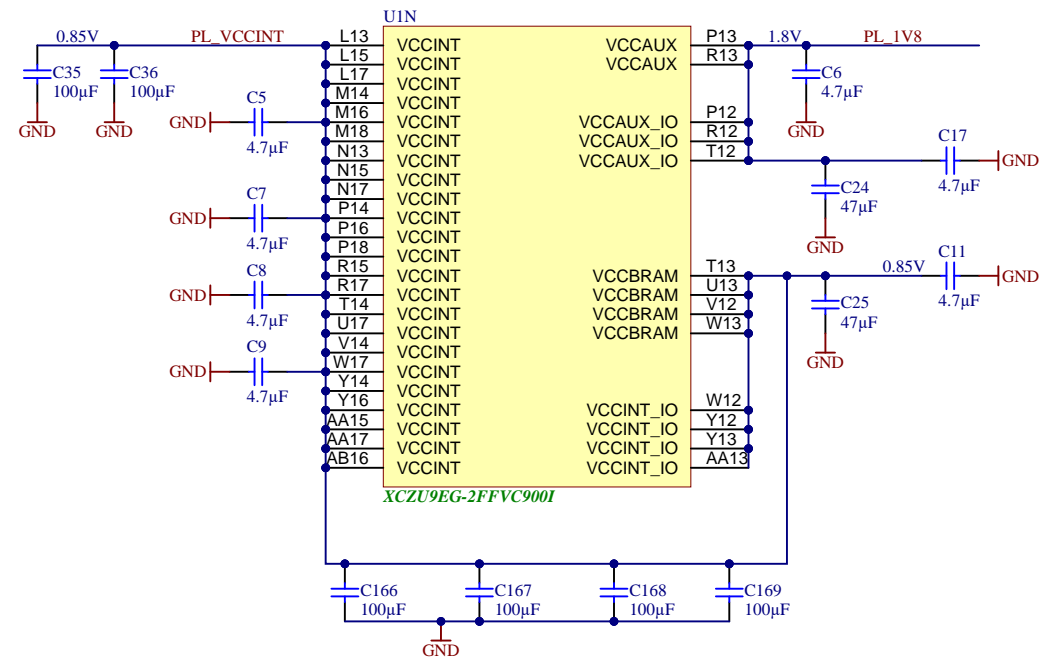 U1N
0.85V PL_VCCINT
C35 100µF
C36 100µF
GND GND
C5
GND
4.7µF
C7
GND
4.7µF
C8
GND
4.7µF
C9
GND
4.7µF
L13 VCCINT
L15 VCCINT
L17 VCCINT
M14 VCCINT
M16 VCCINT
M18 VCCINT
N13 VCCINT
N15 VCCINT
N17 VCCINT
P14 VCCINT
P16 VCCINT
P18 VCCINT
R15 VCCINT
R17 VCCINT
T14 VCCINT
U17 VCCINT
V14 VCCINT
W17 VCCINT
Y14 VCCINT
Y16 VCCINT
AA15 VCCINT
AA17 VCCINT
AB16 VCCINT
VCCAUX P13
VCCAUX R13
VCCAUX_IO P12
VCCAUX_IO R12
VCCAUX_IO T12
VCCBRAM T13
VCCBRAM U13
VCCBRAM V12
VCCBRAM W13
VCCINT_IO W12
VCCINT_IO Y12
VCCINT_IO Y13
VCCINT_IO AA13
1.8V PL_1V8
C6
4.7µF
GND
C17
GND
4.7µF
C24
47µF
GND
0.85V
C11
GND
4.7µF
C25
47µF
GND
XCZU9EG-2FFVC900I
C166 C167 C168 C169
100µF 100µF 100µF 100µF
GND